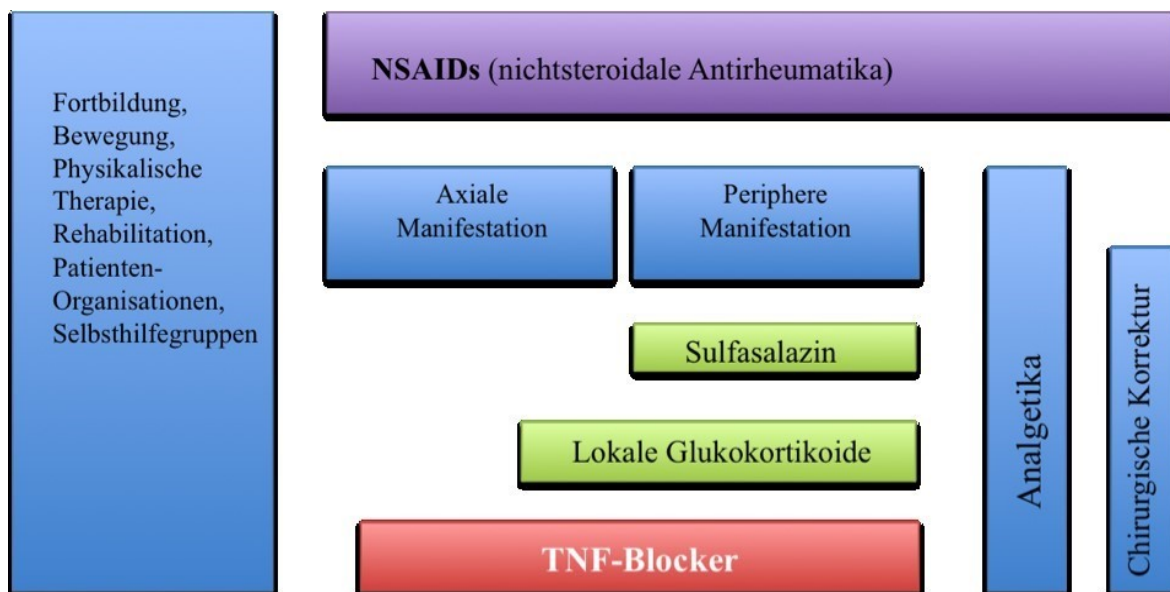 Fortbildung,
Bewegung,
Physikalische
Therapie,
Rehabilitation,
Patienten-
Organisationen,
Selbsthilfegruppen
NSAIDs (nichtsteroidale Antirheumatika)
Axiale
Manifestation
Periphere
Manifestation
Sulfasalazin
Lokale Glukokortikoide
TNF-Blocker
Analgetika
Chirurgische Korrektur